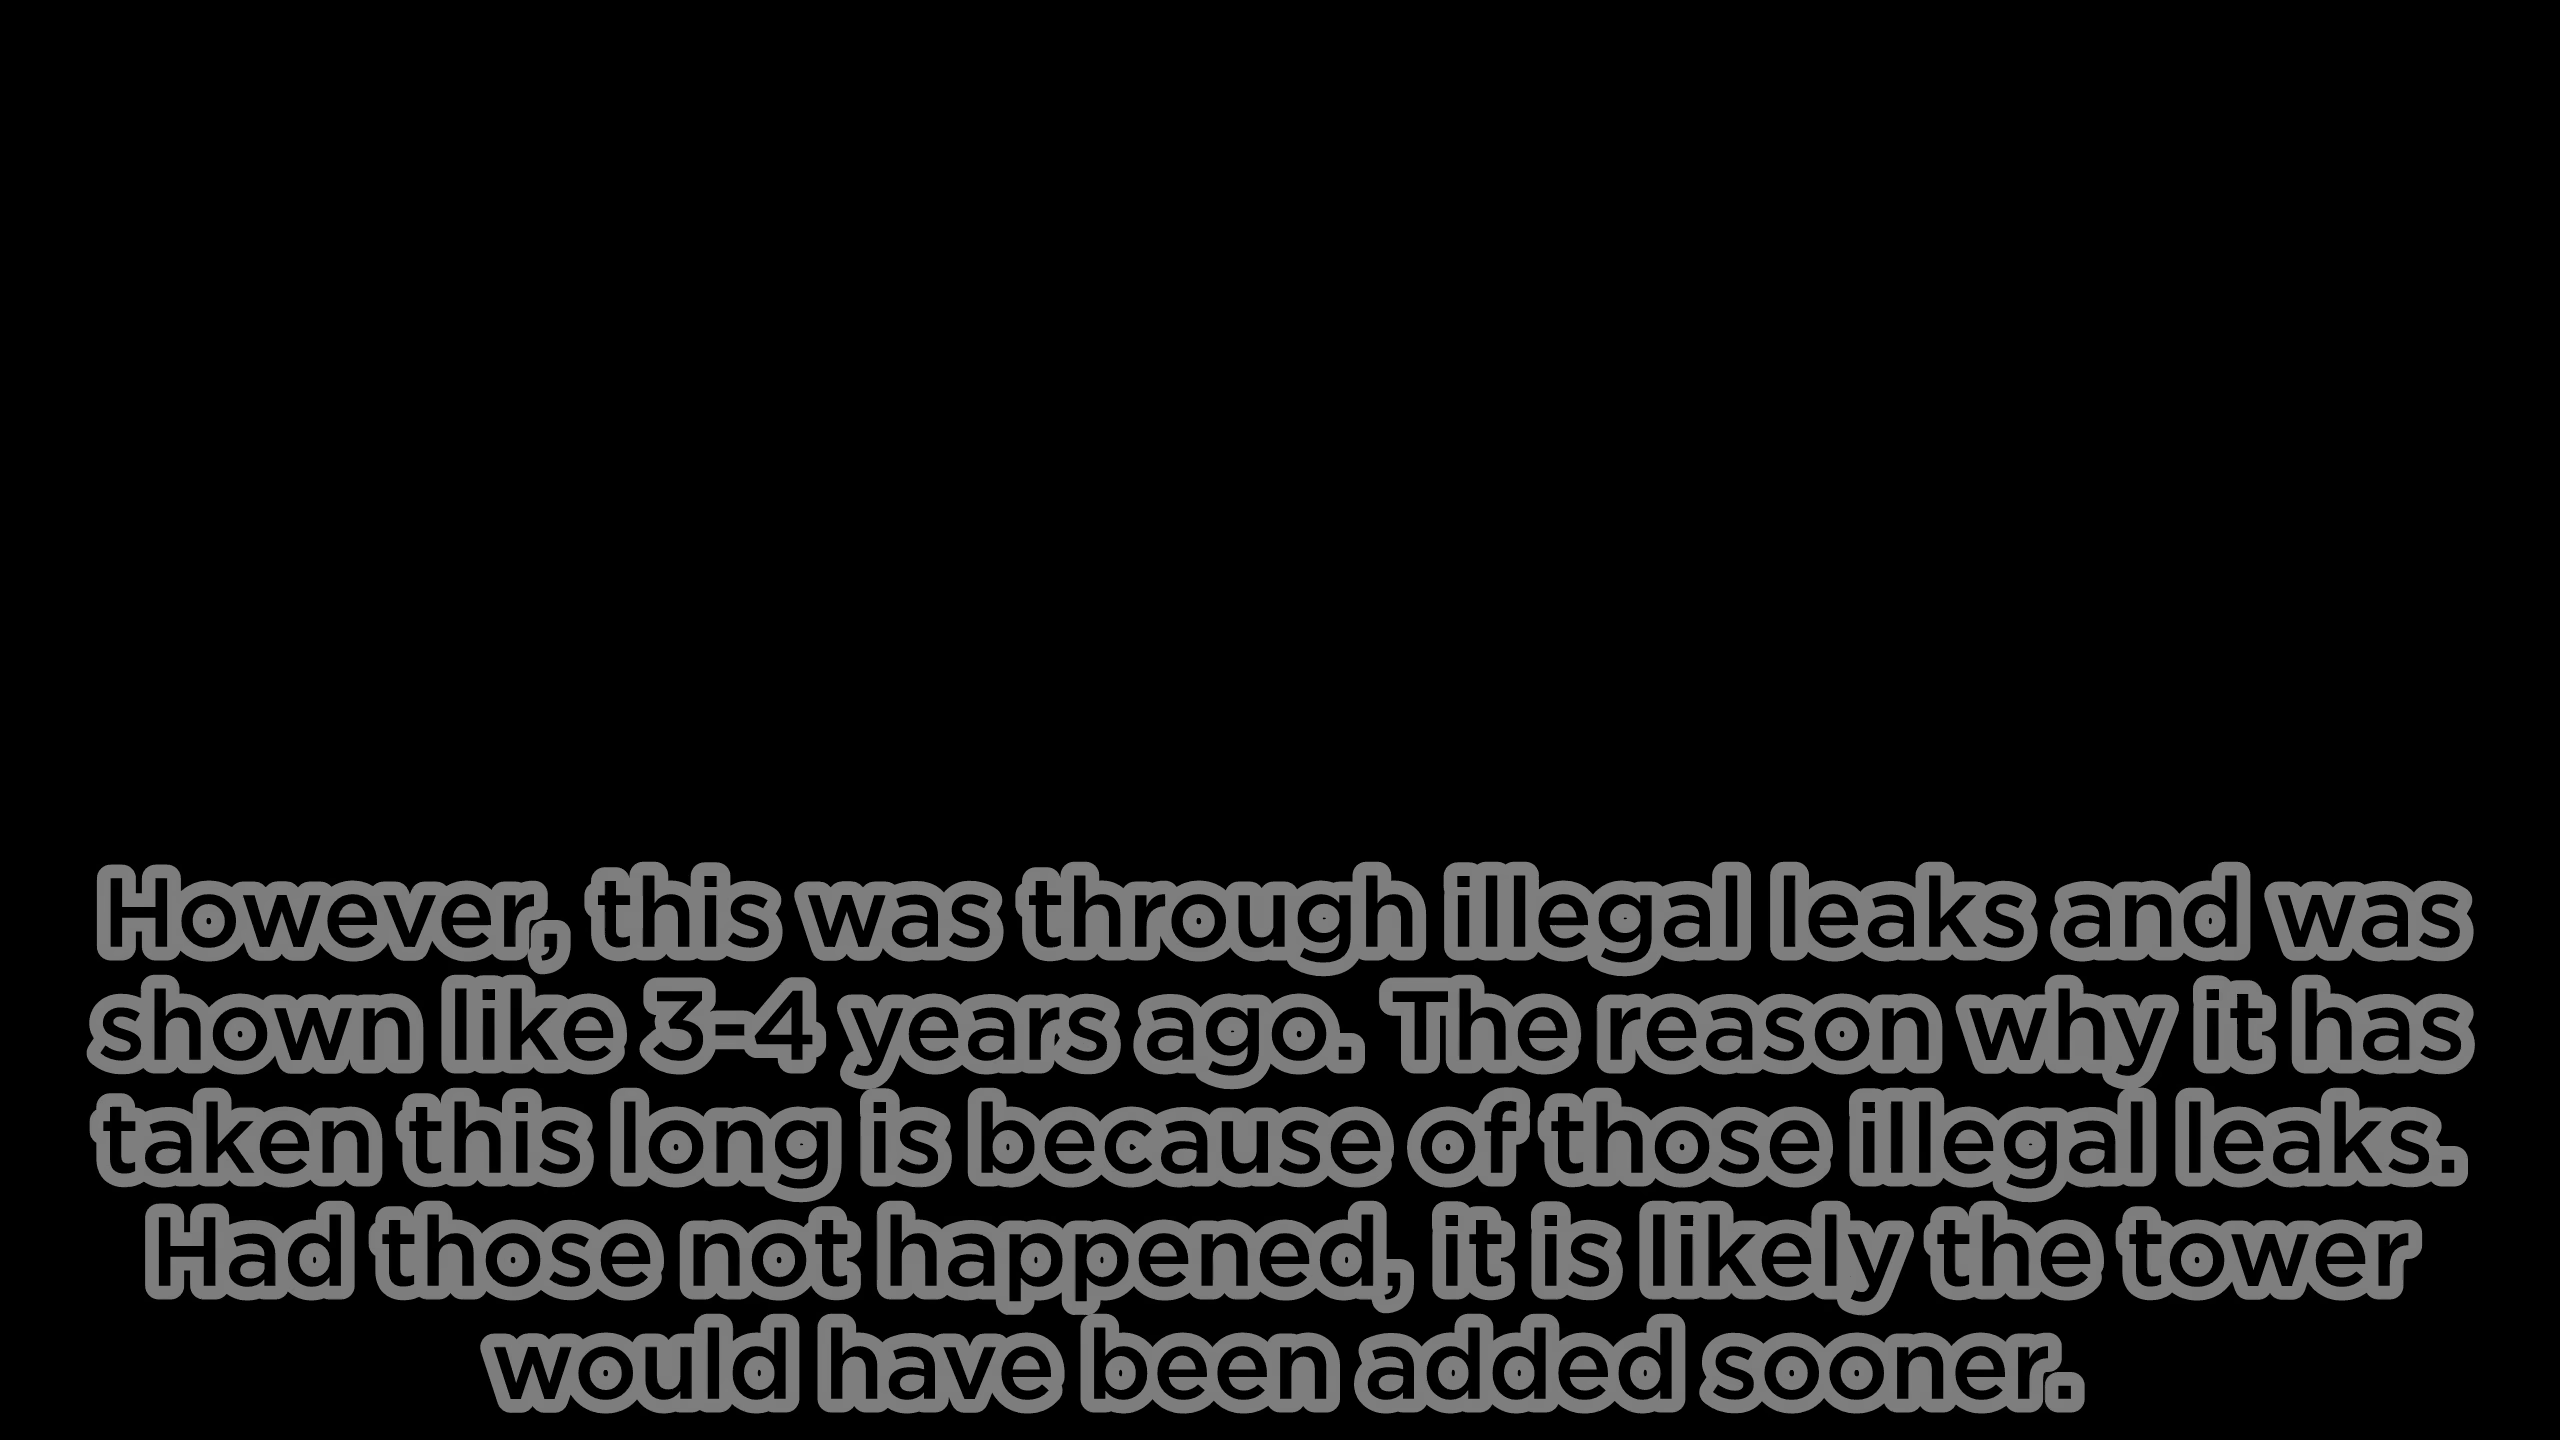 However, this was through illegal leaks and was
shown like 3-4 years ago. The reason why it has
taken this long is because of those illegal leaks.
Had those not happened, it is likely the tower
would have been added sooner.